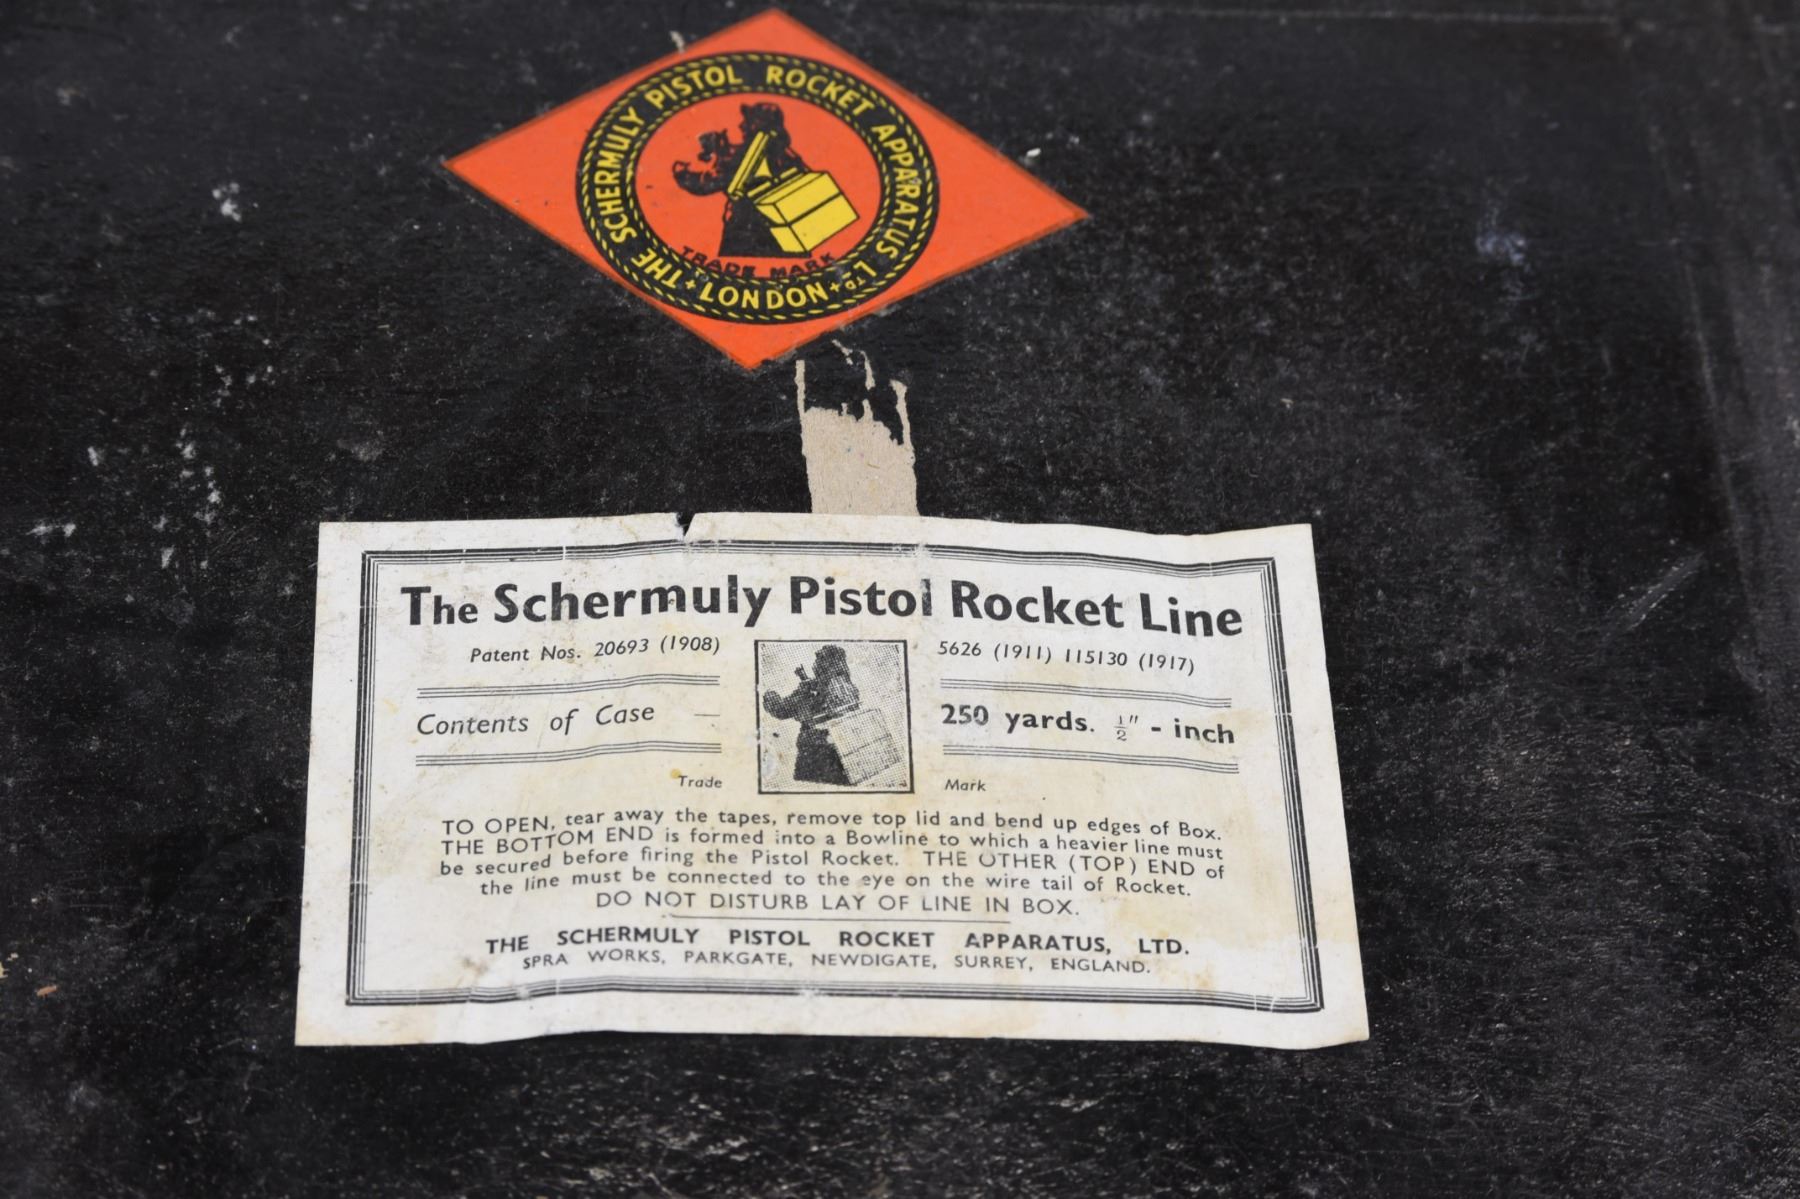 THE SCHERMULY PISTOL ROCKET APPARATUS LTD
+ LONDON +
TRADE MARK
The Schermuly Pistol Rocket Line
Patent Nos. 20693 (1908) 5626 (1911) 115130 (1917)
Contents of Case — 250 yards. ½" - inch
Trade Mark
TO OPEN, tear away the tapes, remove top lid and bend up edges of Box.
THE BOTTOM END is formed into a Bowline to which a heavier line must
be secured before firing the Pistol Rocket. THE OTHER (TOP) END of
the line must be connected to the eye on the wire tail of Rocket.
DO NOT DISTURB LAY OF LINE IN BOX.
THE SCHERMULY PISTOL ROCKET APPARATUS, LTD.
SPRA WORKS, PARKGATE, NEWDIGATE, SURREY, ENGLAND.